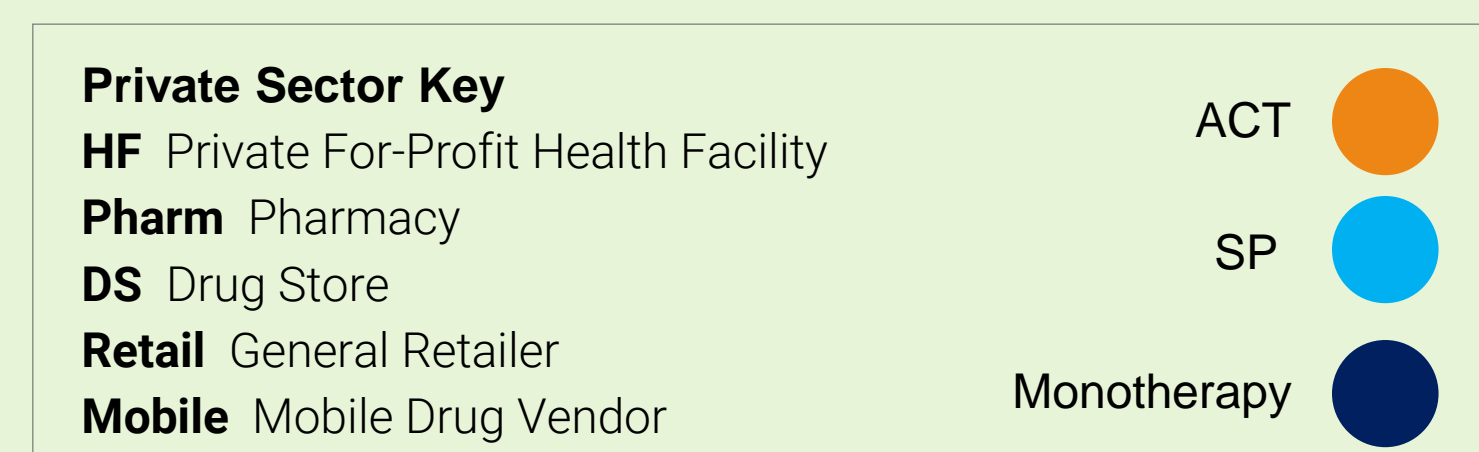 Private Sector Key
HF Private For-Profit Health Facility
Pharm Pharmacy
DS Drug Store
Retail General Retailer
Mobile Mobile Drug Vendor
ACT
SP
Monotherapy